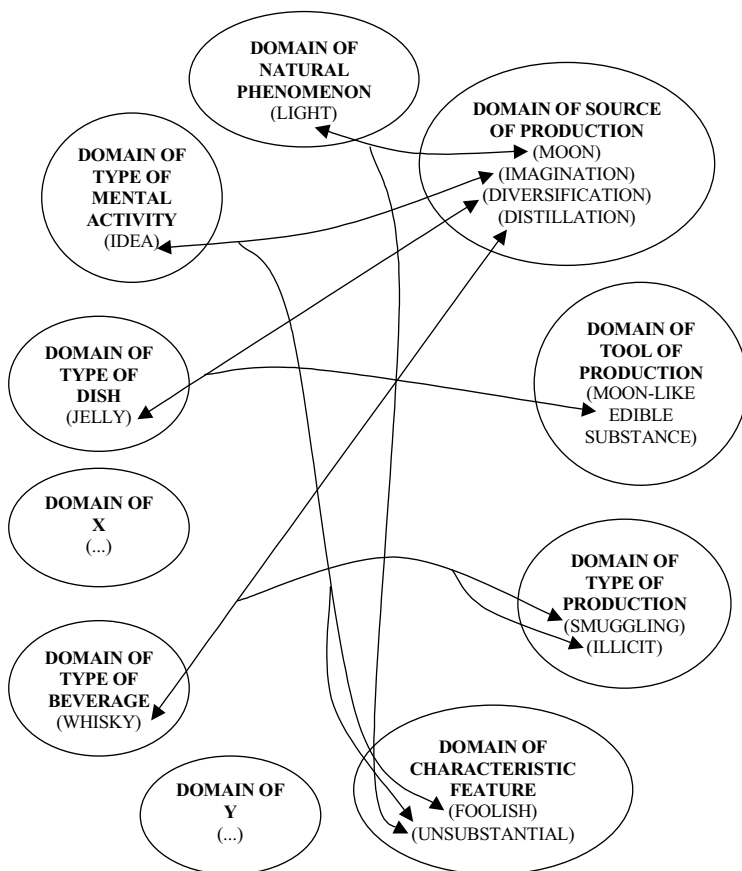 DOMAIN OF
NATURAL
PHENOMENON
(LIGHT)
DOMAIN OF SOURCE
OF PRODUCTION
(MOON)
(IMAGINATION)
(DIVERSIFICATION)
(DISTILLATION)
DOMAIN OF
TYPE OF
MENTAL
ACTIVITY
(IDEA)
DOMAIN OF
TYPE OF
DISH
(JELLY)
DOMAIN OF
TOOL OF
PRODUCTION
(MOON-LIKE
EDIBLE
SUBSTANCE)
DOMAIN OF
X
(...)
DOMAIN OF
TYPE OF
PRODUCTION
(SMUGGLING)
(ILLICIT)
DOMAIN OF
TYPE OF
BEVERAGE
(WHISKY)
DOMAIN OF
CHARACTERISTIC
FEATURE
(FOOLISH)
(UNSUBSTANTIAL)
DOMAIN OF
Y
(...)